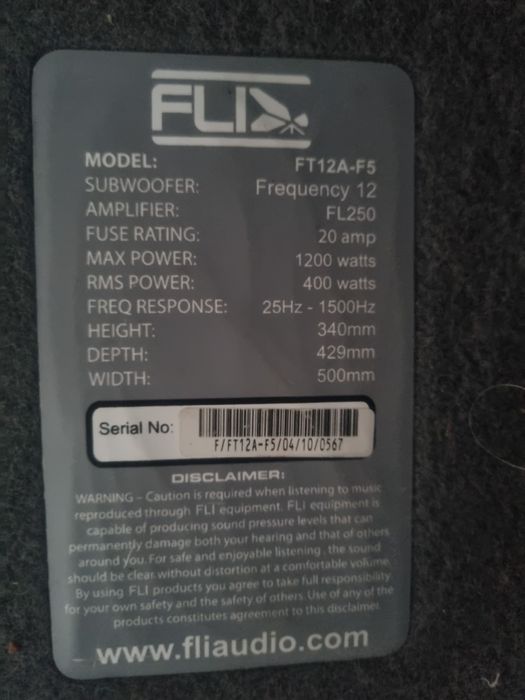 FLI
MODEL: FT12A-F5
SUBWOOFER: Frequency 12
AMPLIFIER: FL250
FUSE RATING: 20 amp
MAX POWER: 1200 watts
RMS POWER: 400 watts
FREQ RESPONSE: 25Hz - 1500Hz
HEIGHT: 340mm
DEPTH: 429mm
WIDTH: 500mm
Serial No: F/FT12A-F5/04/10/0567
DISCLAIMER:
WARNING - Caution is required when listening to music
reproduced through FLI equipment. FLI equipment is
capable of producing sound pressure levels that can
permanently damage both your hearing and that of others
around you. For safe and enjoyable listening, the sound
should be clear without distortion at a comfortable volume.
By using FLI products you agree to take full responsibility
for your own safety and the safety of others. Use of any of the
products constitutes agreement to this disclaimer.
www.fliaudio.com